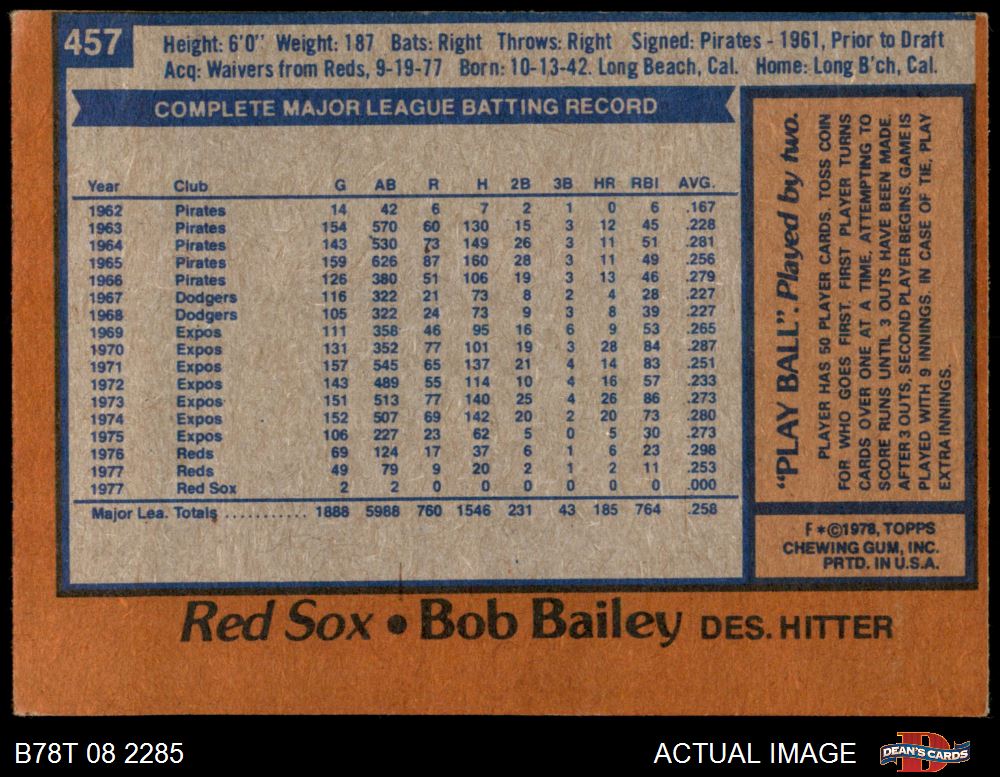 457
Height: 6'0" Weight: 187 Bats: Right Throws: Right Signed: Pirates - 1961, Prior to Draft
Acq: Waivers from Reds, 9-19-77 Born: 10-13-42. Long Beach, Cal. Home: Long B'ch, Cal.
COMPLETE MAJOR LEAGUE BATTING RECORD
Year Club G AB R H 2B 3B HR RBI AVG.
1962 Pirates 14 42 6 7 2 1 0 6 .167
1963 Pirates 154 570 60 130 15 3 12 45 .228
1964 Pirates 143 530 73 149 26 3 11 51 .281
1965 Pirates 159 626 87 160 28 3 11 49 .256
1966 Pirates 126 380 51 106 19 3 13 46 .279
1967 Dodgers 116 322 21 73 8 2 4 28 .227
1968 Dodgers 105 322 24 73 9 3 8 39 .227
1969 Expos 111 358 46 95 16 6 9 53 .265
1970 Expos 131 352 77 101 19 3 28 84 .287
1971 Expos 157 545 65 137 21 4 14 83 .251
1972 Expos 143 489 55 114 10 4 16 57 .233
1973 Expos 151 513 77 140 25 4 26 86 .273
1974 Expos 152 507 69 142 20 2 20 73 .280
1975 Expos 106 227 23 62 5 0 5 30 .273
1976 Reds 69 124 17 37 6 1 6 23 .298
1977 Reds 49 79 9 20 2 1 2 11 .253
1977 Red Sox 2 2 0 0 0 0 0 0 .000
Major Lea. Totals ........... 1888 5988 760 1546 231 43 185 764 .258
"PLAY BALL". Played by two.
PLAYER HAS 50 PLAYER CARDS. TOSS COIN
FOR WHO GOES FIRST. FIRST PLAYER TURNS
CARDS OVER ONE AT A TIME, ATTEMPTING TO
SCORE RUNS UNTIL 3 OUTS HAVE BEEN MADE.
AFTER 3 OUTS, SECOND PLAYER BEGINS. GAME IS
PLAYED WITH 9 INNINGS. IN CASE OF TIE, PLAY
EXTRA INNINGS.
F*©1978, TOPPS
CHEWING GUM, INC.
PRTD. IN U.S.A.
Red Sox • Bob Bailey DES. HITTER
B78T 08 2285
ACTUAL IMAGE
DEAN'S CARDS